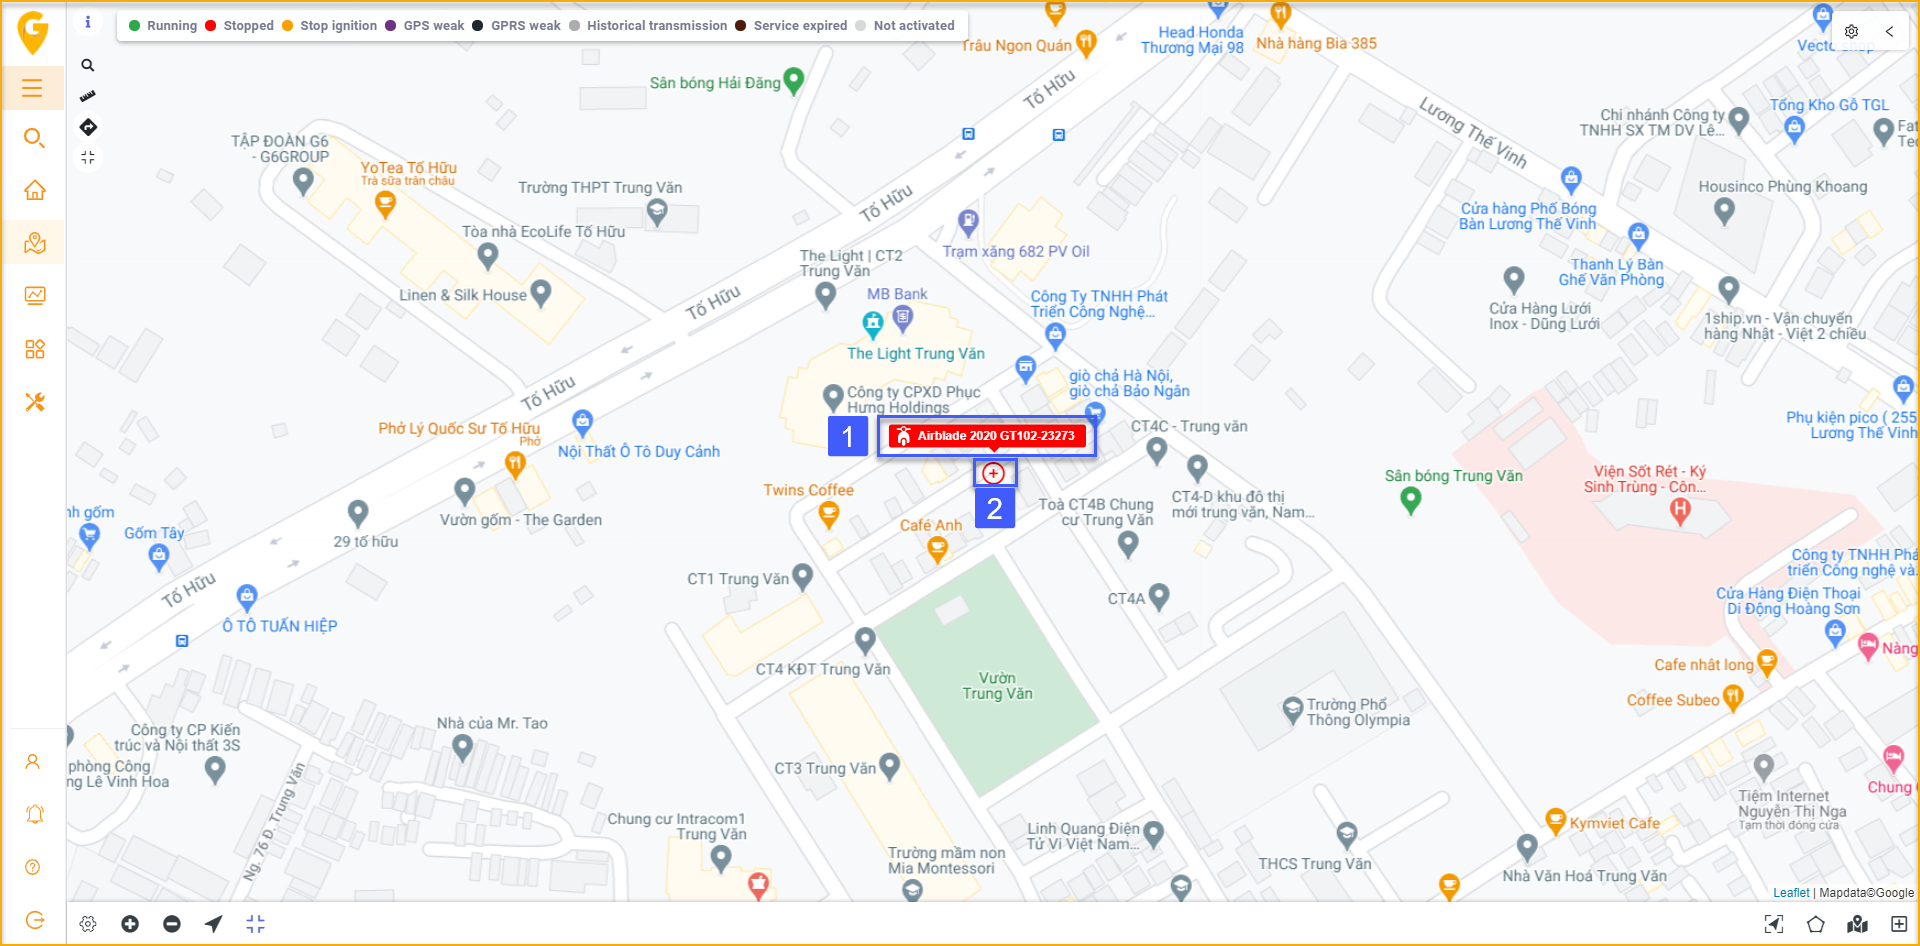 Running
Stopped
Stop ignition
GPS weak
GPRS weak
Historical transmission
Service expired
Not activated
Trâu Ngon Quán
Head Honda
Thương Mại 98
Nhà hàng Bia 385
Vecto shop
Sân bóng Hải Đăng
Tố Hữu
Lương Thế Vinh
Chi nhánh Công ty
TNHH SX TM DV Lê...
Tổng Kho Gỗ TGL
TẬP ĐOÀN G6
- G6GROUP
YoTea Tố Hữu
Trà sữa trân châu
Trường THPT Trung Văn
Tố Hữu
Housinco Phùng Khoang
Cửa hàng Phố Bóng
Bàn Lương Thế Vinh
Tòa nhà EcoLife Tố Hữu
Trạm xăng 682 PV Oil
The Light | CT2
Trung Văn
Thanh Lý Bàn
Ghế Văn Phòng
Linen & Silk House
Tố Hữu
MB Bank
Công Ty TNHH Phát
Triển Công Nghệ...
Cửa Hàng Lưới
Inox - Dũng Lưới
1ship.vn - Vận chuyển
hàng Nhật - Việt 2 chiều
The Light Trung Văn
giò chả Hà Nội,
giò chả Bảo Ngân
Công ty CPXD Phục
Hưng Holdings
Tố Hữu
Phở Lý Quốc Sư Tố Hữu
Phở
Nội Thất Ô Tô Duy Cảnh
1
Airblade 2020 GT102-23273
2
CT4C - Trung văn
Phụ kiện pico ( 255
Lương Thế Vinh
Sân bóng Trung Văn
Viện Sốt Rét - Ký
Sinh Trùng - Côn...
H
Twins Coffee
Vườn gốm - The Garden
Café Anh
Toà CT4B Chung
cư Trung Văn
CT4-D khu đô thị
mới trung văn, Nam...
nh gốm
Gốm Tây
29 tố hữu
Công ty TNHH Phá
triển Công nghệ và
Tố Hữu
CT1 Trung Văn
CT4A
Cửa Hàng Điện Thoại
Di Động Hoàng Sơn
Ô TÔ TUẤN HIỆP
CT4 KĐT Trung Văn
Vườn
Trung Văn
Nàng
Cafe nhật long
Coffee Subeo
Trường Phổ
Thông Olympia
Công ty CP Kiến
trúc và Nội thất 3S
Nhà của Mr. Tao
phòng Công
ng Lê Vinh Hoa
Ng. 76 Đ. Trung Văn
CT3 Trung Văn
Chung
Tiệm Internet
Nguyễn Thị Nga
Tạm thời đóng cửa
Chung cư Intracom1
Trung Văn
Linh Quang Điện
Tử Vi Việt Nam...
Kymviet Cafe
Trường mầm non
Mia Montessori
THCS Trung Văn
Nhà Văn Hoá Trung Văn
Leaflet | Mapdata©Google